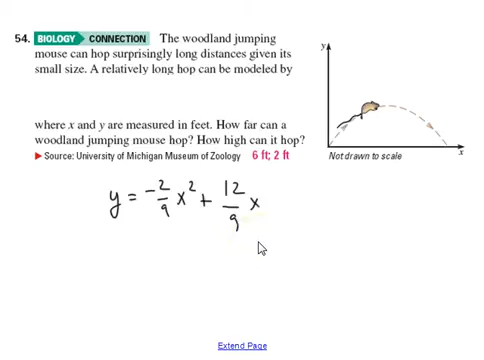 54. BIOLOGY CONNECTION The woodland jumping
mouse can hop surprisingly long distances given its
small size. A relatively long hop can be modeled by
where x and y are measured in feet. How far can a
woodland jumping mouse hop? How high can it hop?
▶ Source: University of Michigan Museum of Zoology 6 ft; 2 ft
y
x
Not drawn to scale
y = -2/9 x² + 12/9 x
Extend Page